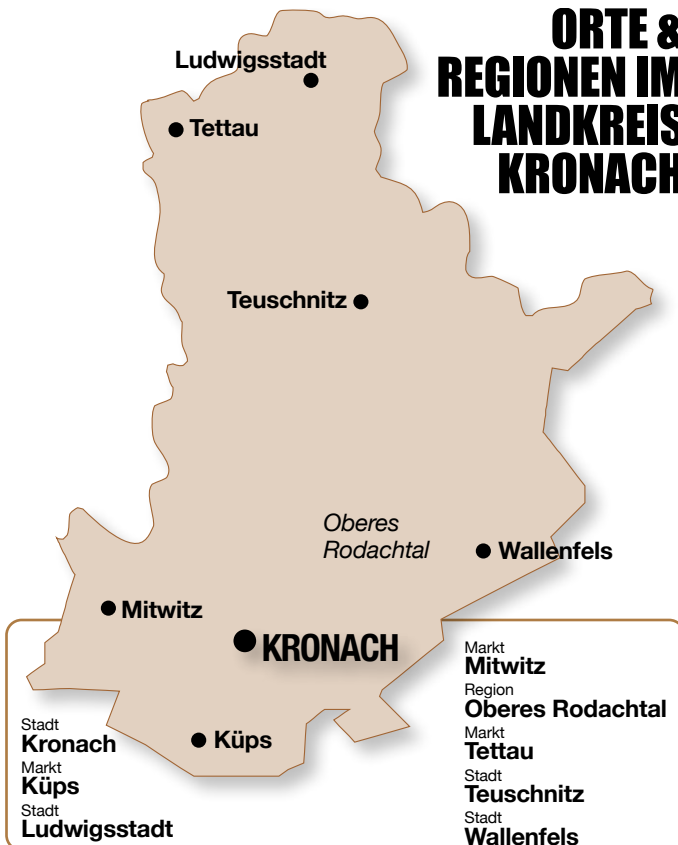 ORTE &
REGIONEN IM
LANDKREIS
KRONACH
Ludwigsstadt
Tettau
Teuschnitz
Oberes
Rodachtal
Wallenfels
Mitwitz
KRONACH
Küps
Stadt
Kronach
Markt
Küps
Stadt
Ludwigsstadt
Markt
Mitwitz
Region
Oberes Rodachtal
Markt
Tettau
Stadt
Teuschnitz
Stadt
Wallenfels